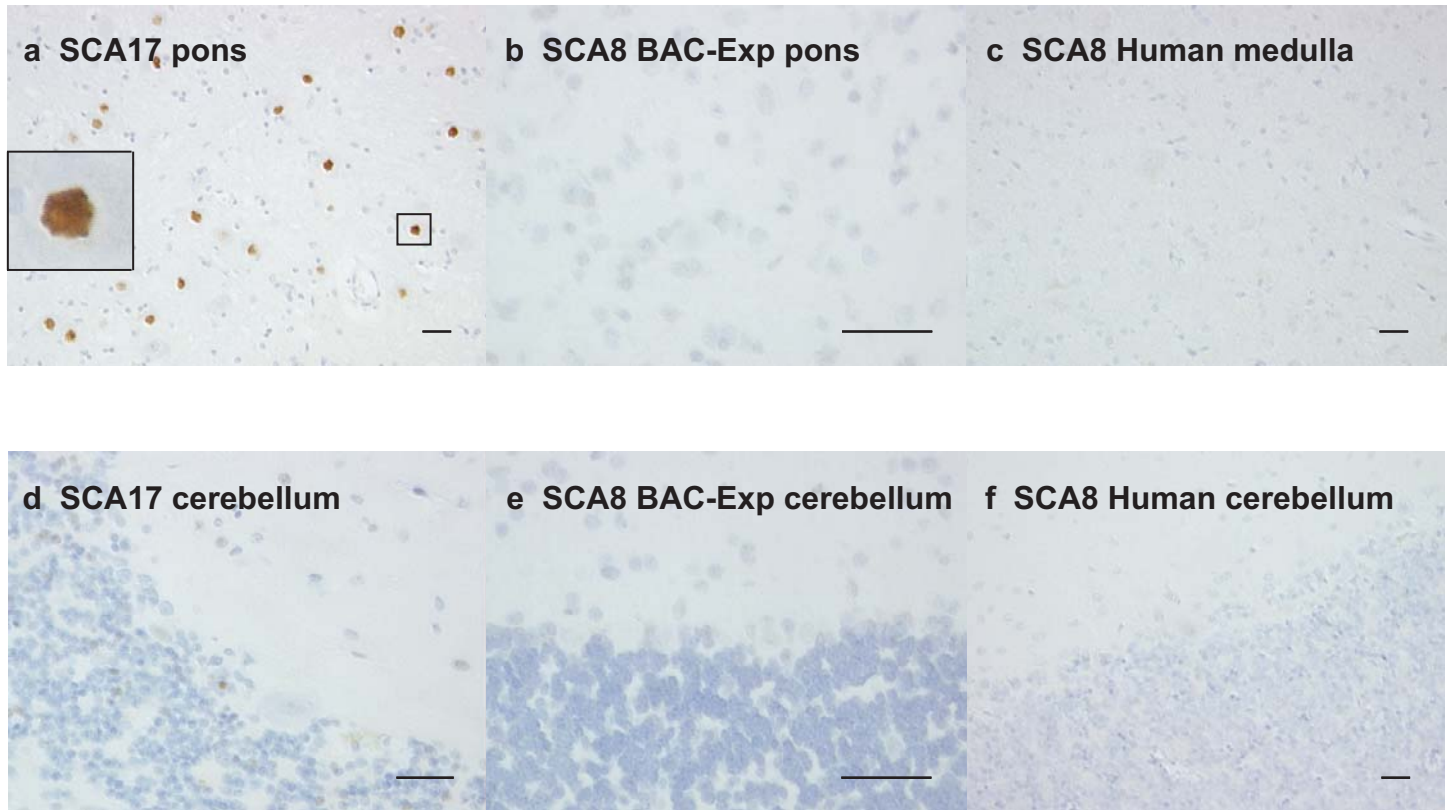 a SCA17 pons
b SCA8 BAC-Exp pons
c SCA8 Human medulla
d SCA17 cerebellum
e SCA8 BAC-Exp cerebellum
f SCA8 Human cerebellum